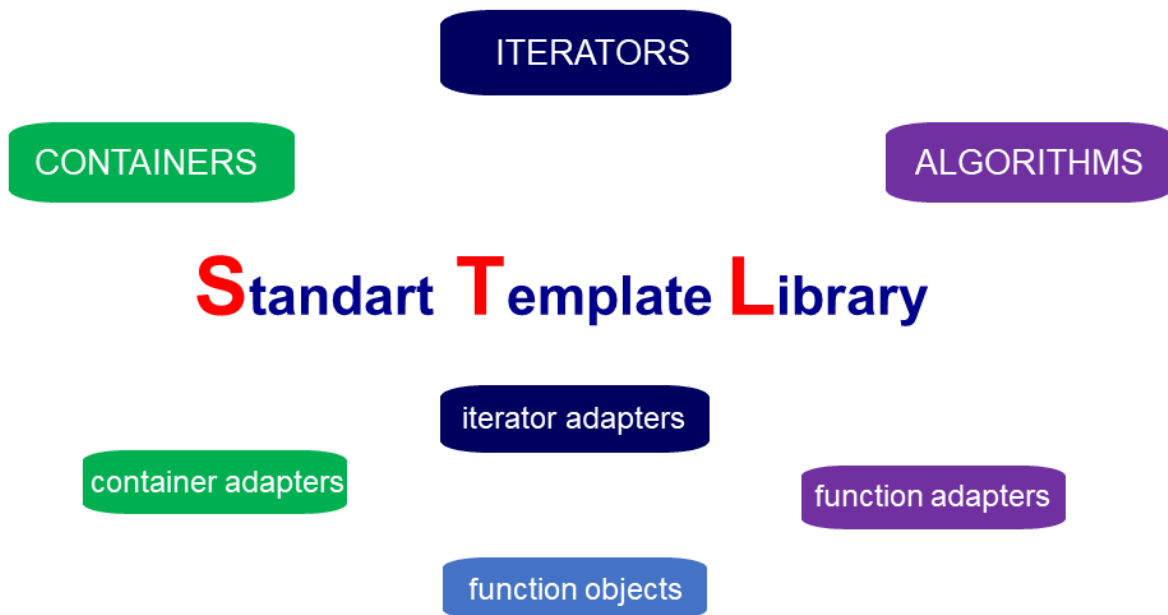 ITERATORS
CONTAINERS
ALGORITHMS
Standart Template Library
iterator adapters
container adapters
function adapters
function objects